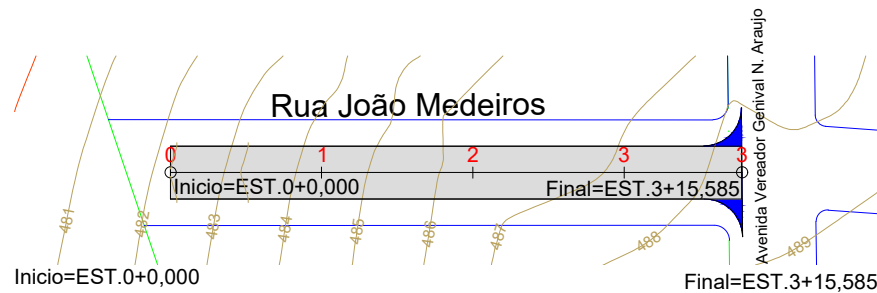 Rua João Medeiros
Avenida Vereador Genival N. Araujo
0
1
2
3
3
Inicio=EST.0+0,000
Final=EST.3+15,585
481
482
483
484
485
486
487
488
489
Inicio=EST.0+0,000
Final=EST.3+15,585